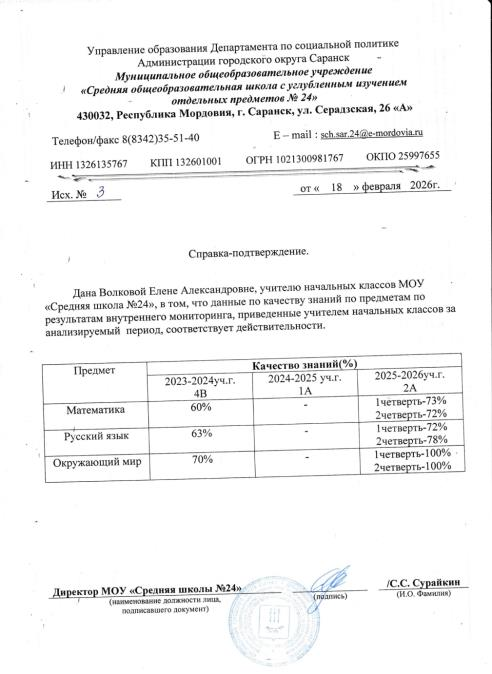 Управление образования Департамента по социальной политике
Администрации городского округа Саранск
Муниципальное общеобразовательное учреждение
«Средняя общеобразовательная школа с углубленным изучением
отдельных предметов № 24»
430032, Республика Мордовия, г. Саранск, ул. Серадзская, 26 «А»
Телефон/факс 8(8342)35-51-40 E – mail : sch.sar.24@e-mordovia.ru
ИНН 1326135767 КПП 132601001 ОГРН 1021300981767 ОКПО 25997655
Исх. № 3 от « 18 » февраля 2026г.
Справка-подтверждение.
Дана Волковой Елене Александровне, учителю начальных классов МОУ
«Средняя школа №24», в том, что данные по качеству знаний по предметам по
результатам внутреннего мониторинга, приведенные учителем начальных классов за
анализируемый период, соответствует действительности.
Предмет Качество знаний(%)
2023-2024уч.г. 2024-2025 уч.г. 2025-2026уч.г.
4В 1А 2А
Математика 60% - 1четверть-73%
2четверть-72%
Русский язык 63% - 1четверть-72%
2четверть-78%
Окружающий мир 70% - 1четверть-100%
2четверть-100%
Директор МОУ «Средняя школы №24» /С.С. Сурайкин
(наименование должности лица, (подпись) (И.О. Фамилия)
подписавшего документ)